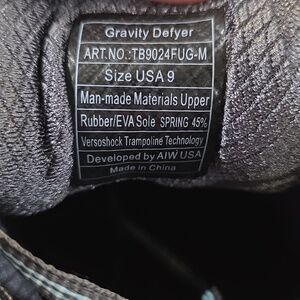 Gravity Defyer
ART.NO.:TB9024FUG-M
Size USA 9
Man-made Materials Upper
Rubber/EVA Sole SPRING 45%
Versoshock Trampoline Technology
Developed by AIW USA
Made in China